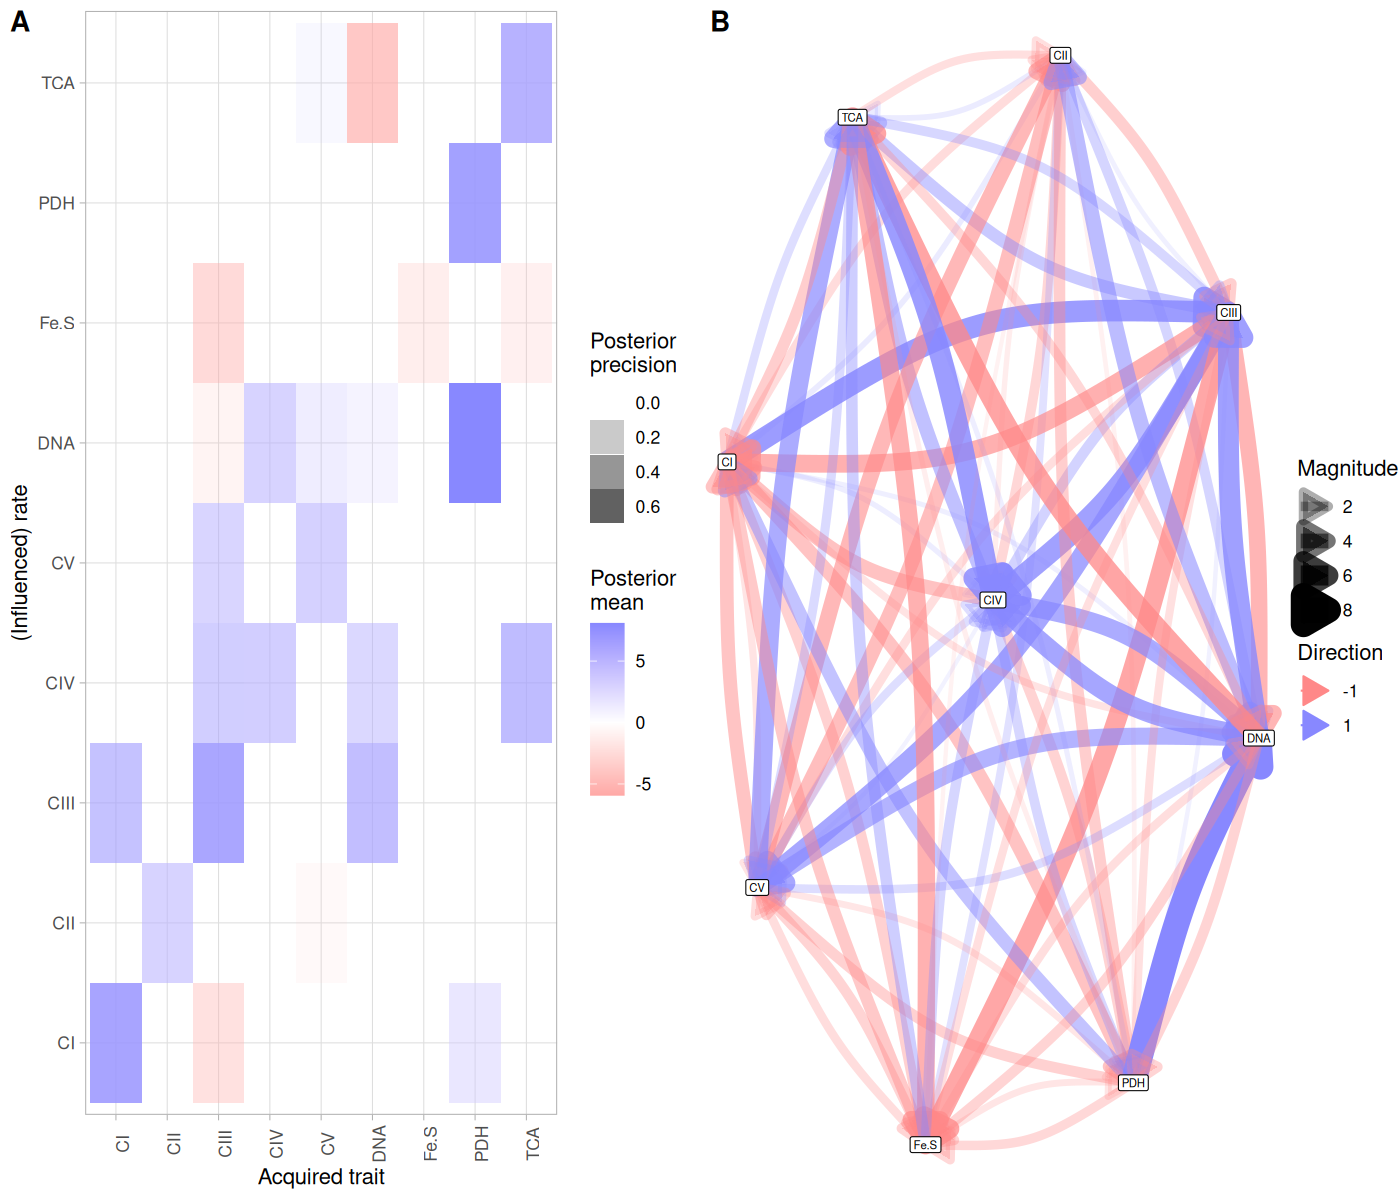 A
TCA
PDH
Fe.S
DNA
CV
CIV
CIII
CII
CI
(Influenced) rate
CI
CII
CIII
CIV
CV
DNA
Fe.S
PDH
TCA
Acquired trait
Posterior
precision
0.0
0.2
0.4
0.6
Posterior
mean
5
0
-5
B
CII
TCA
CIII
CI
CIV
DNA
CV
PDH
Fe.S
Magnitude
2
4
6
8
Direction
-1
1